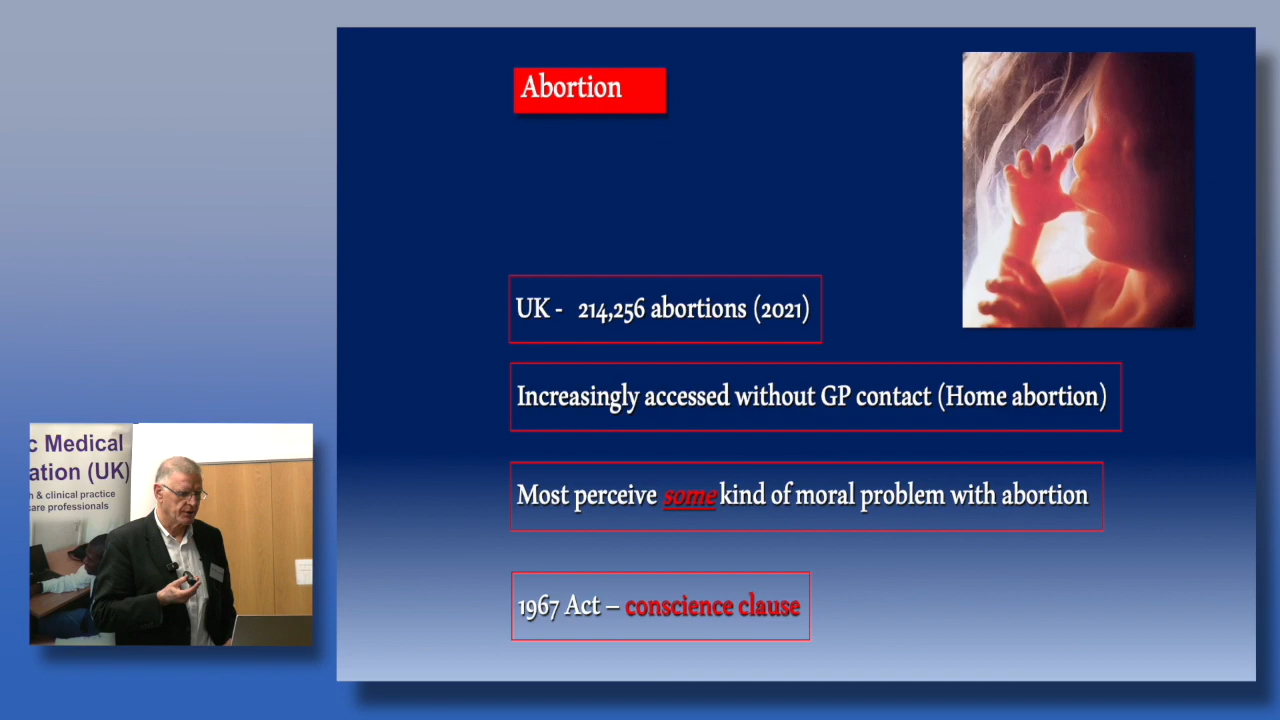 Abortion
UK - 214,256 abortions (2021)
Increasingly accessed without GP contact (Home abortion)
Most perceive some kind of moral problem with abortion
1967 Act – conscience clause
c Medical
ation (UK)
h & clinical practice
care professionals